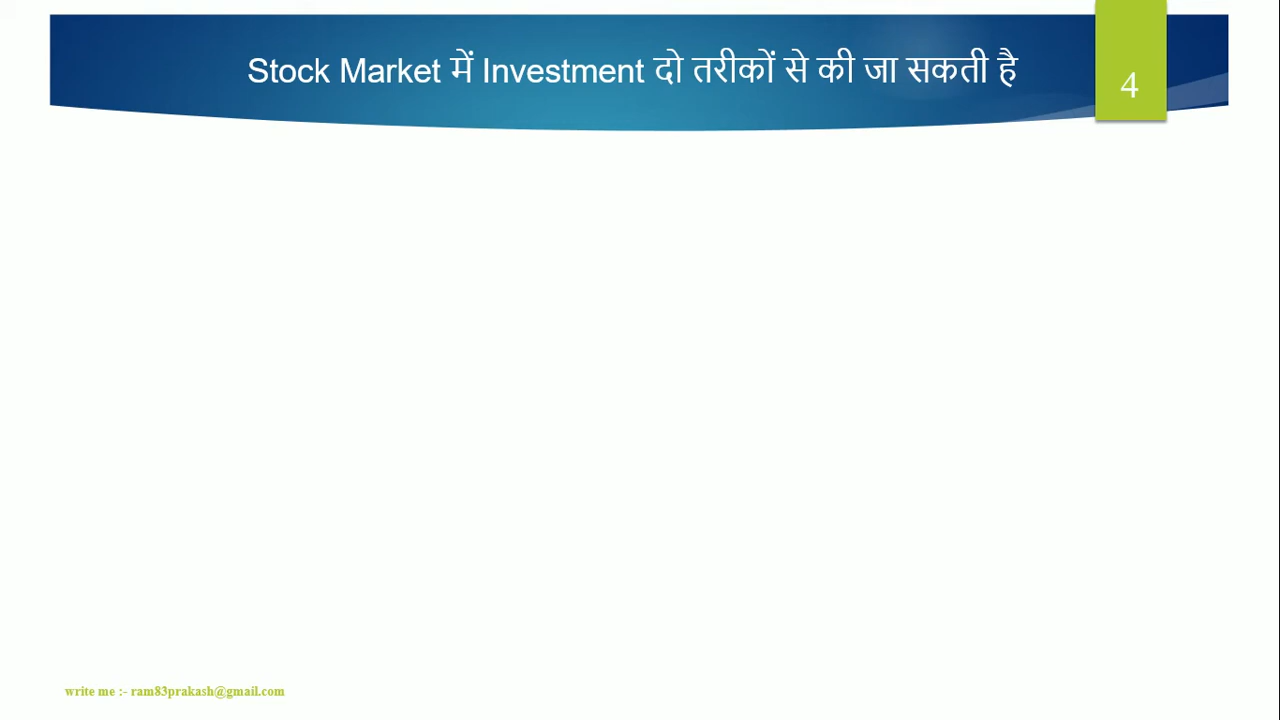 Stock Market में Investment दो तरीकों से की जा सकती है
4
write me :- ram83prakash@gmail.com